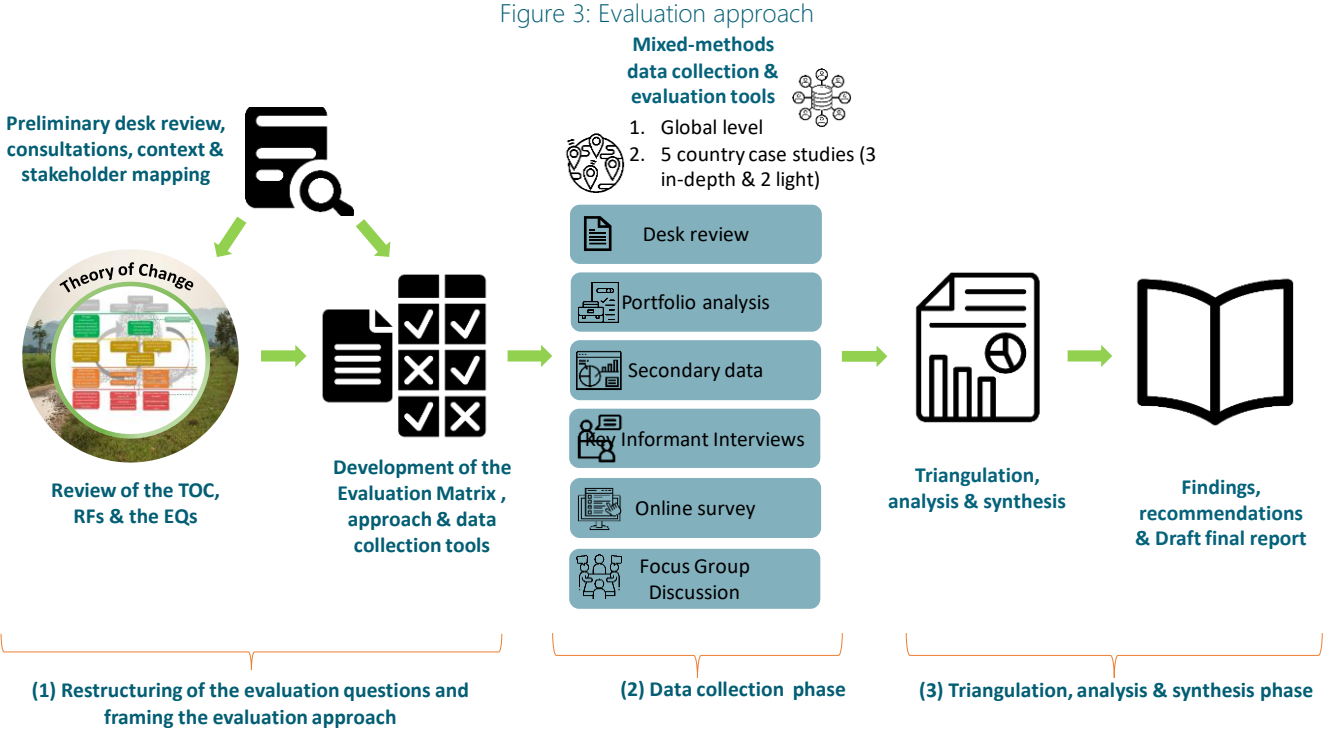 Figure 3: Evaluation approach
Mixed-methods
data collection &
evaluation tools
1. Global level
2. 5 country case studies (3
in-depth & 2 light)
Preliminary desk review,
consultations, context &
stakeholder mapping
Theory of Change
Review of the TOC,
RFs & the EQs
Development of the
Evaluation Matrix ,
approach & data
collection tools
Desk review
Portfolio analysis
Secondary data
Key Informant Interviews
Online survey
Focus Group
Discussion
Triangulation,
analysis & synthesis
Findings,
recommendations
& Draft final report
(1) Restructuring of the evaluation questions and
framing the evaluation approach
(2) Data collection phase
(3) Triangulation, analysis & synthesis phase